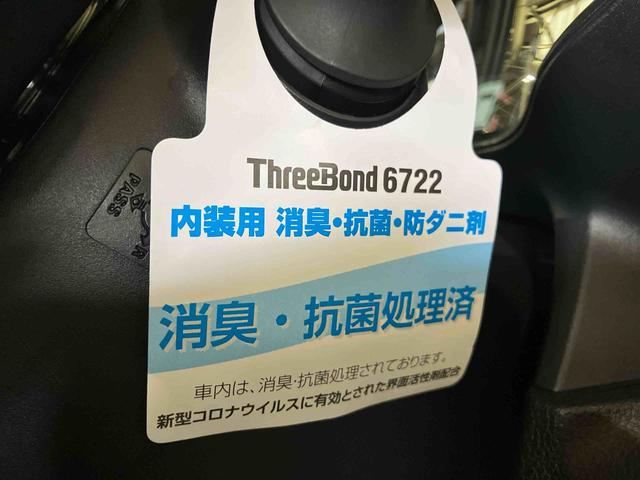 ThreeBond 6722
内装用 消臭・抗菌・防ダニ剤
消臭・抗菌処理済
車内は、消臭・抗菌処理されております。
新型コロナウイルスに有効とされた界面活性剤配合
PASS